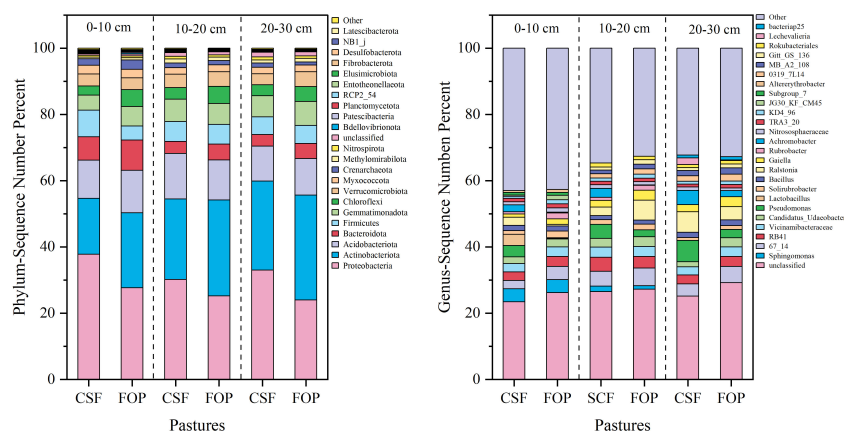 0-10 cm
10-20 cm
20-30 cm
100
80
60
40
20
0
Phylum-Sequence Number Percent
CSF
FOP
CSF
FOP
CSF
FOP
Pastures
Other
Latescibacterota
NB1_j
Desulfobacterota
Fibrobacterota
Elusimicrobiota
Entotheonellaeota
RCP2_54
Planctomycetota
Patescibacteria
Bdellovibrionota
unclassified
Nitrospirota
Methylomirabilota
Crenarchaeota
Myxococcota
Verrucomicrobiota
Chloroflexi
Gemmatimonadota
Firmicutes
Bacteroidota
Acidobacteriota
Actinobacteriota
Proteobacteria
0-10 cm
10-20 cm
20-30 cm
100
80
60
40
20
0
Genus-Sequence Number Percent
CSF
FOP
SCF
FOP
CSF
FOP
Pastures
Other
bacteriap25
Lechevalieria
Rokubacteriales
Gitt_GS_136
MB_A2_108
0319_7L14
Altererythrobacter
Subgroup_7
JG30_KF_CM45
KD4_96
TRA3_20
Nitrososphaeraceae
Achromobacter
Rubrobacter
Gaiella
Ralstonia
Bacillus
Solirubrobacter
Lactobacillus
Pseudomonas
Candidatus_Udaeobacter
Vicinamibacteraceae
RB41
67_14
Sphingomonas
unclassified